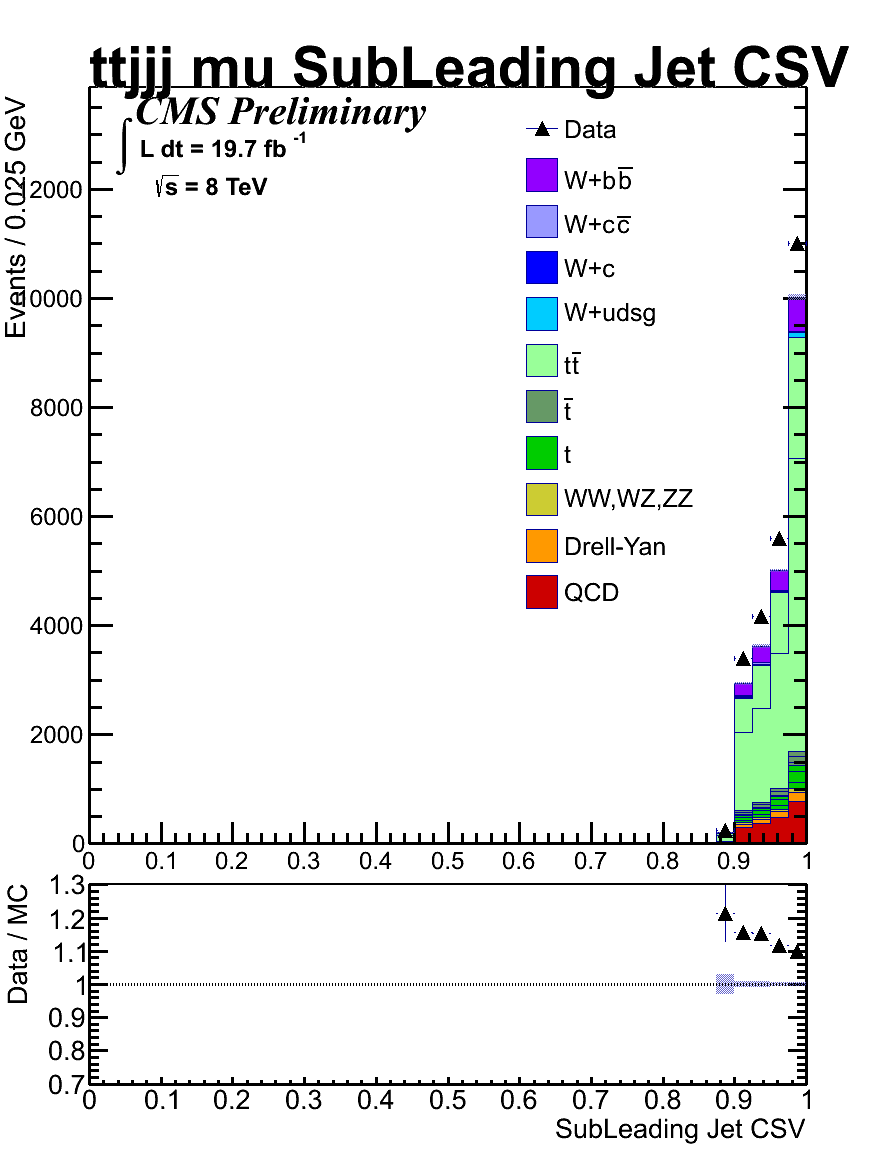 ttjjj mu SubLeading Jet CSV
CMS Preliminary
∫ L dt = 19.7 fb⁻¹
√s = 8 TeV
Events / 0.025 GeV
12000
10000
8000
6000
4000
2000
0
Data
W+bb̅
W+cc̅
W+c
W+udsg
tt̅
t̅
t
WW,WZ,ZZ
Drell-Yan
QCD
0 0.1 0.2 0.3 0.4 0.5 0.6 0.7 0.8 0.9 1
Data / MC
1.3
1.2
1.1
1
0.9
0.8
0.7
0 0.1 0.2 0.3 0.4 0.5 0.6 0.7 0.8 0.9 1
SubLeading Jet CSV